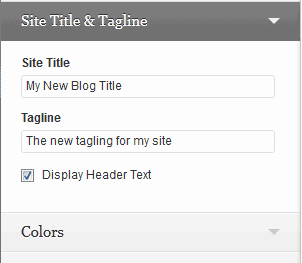 Site Title & Tagline
Site Title
My New Blog Title
Tagline
The new tagling for my site
Display Header Text
Colors